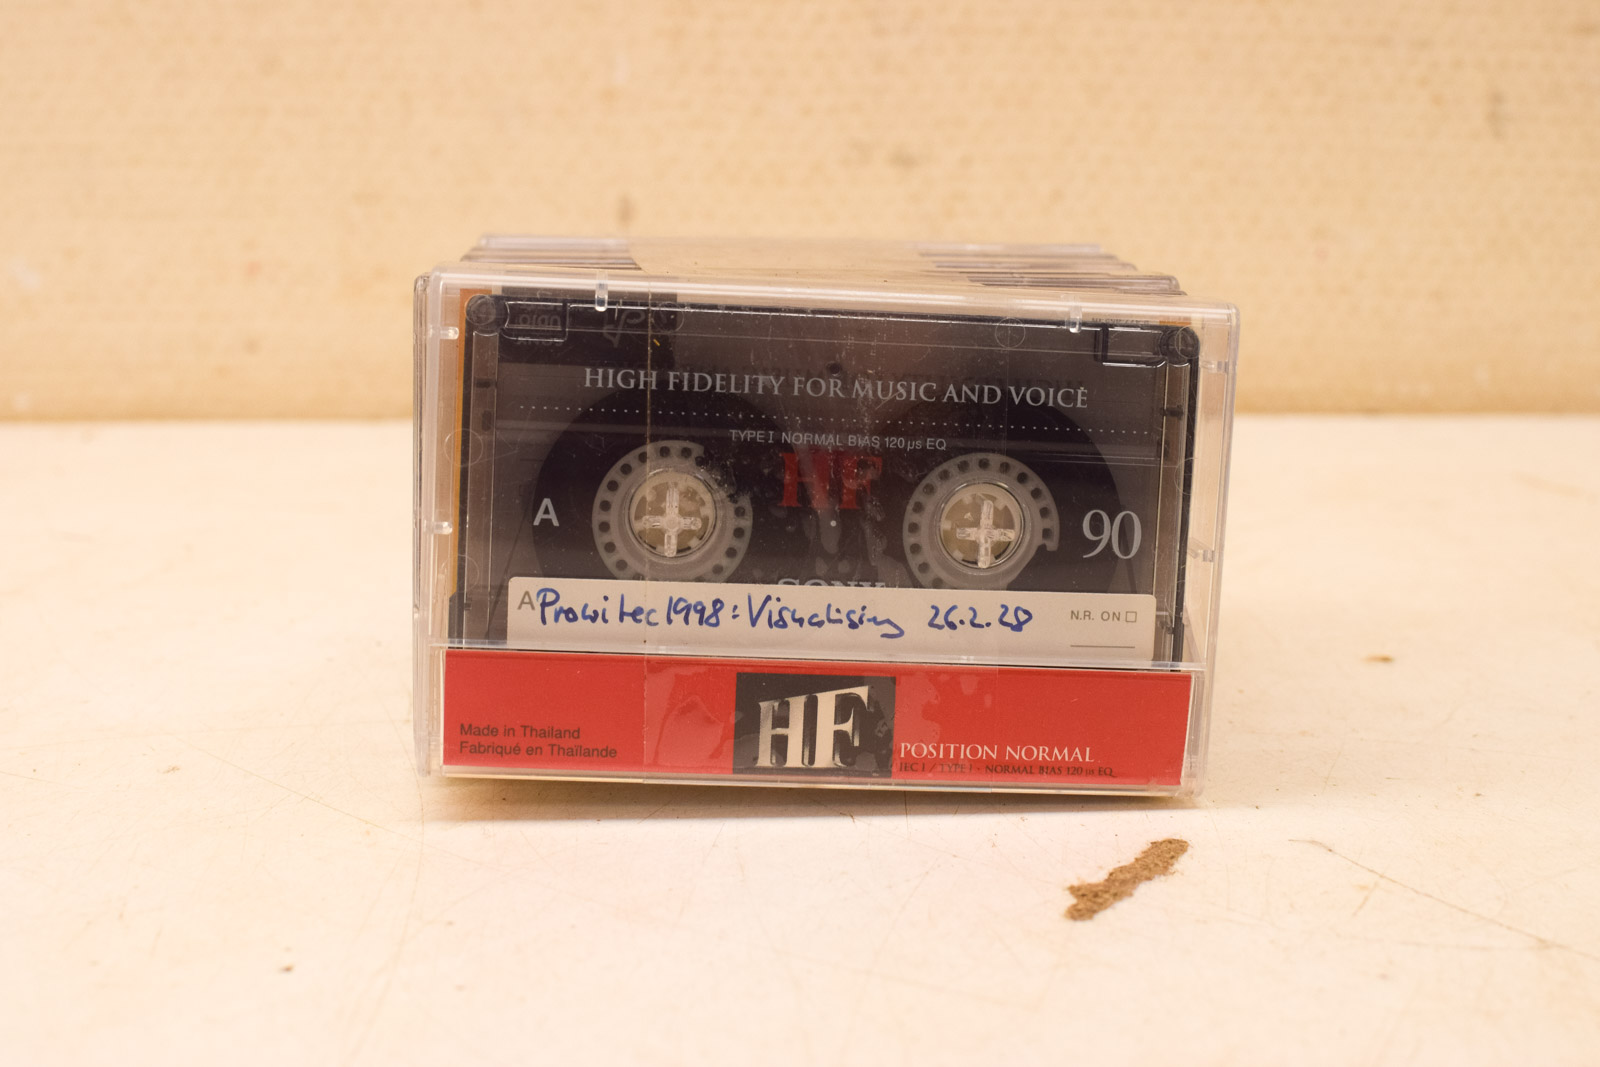 HIGH FIDELITY FOR MUSIC AND VOICE
TYPE I NORMAL BIAS 120 µs EQ
HF
A
90
SONY
A Prowitec 1998: Visualising 26.2.28
N.R. ON
HF
Made in Thailand
Fabriqué en Thaïlande
POSITION NORMAL
IEC I / TYPE I - NORMAL BIAS 120 µs EQ